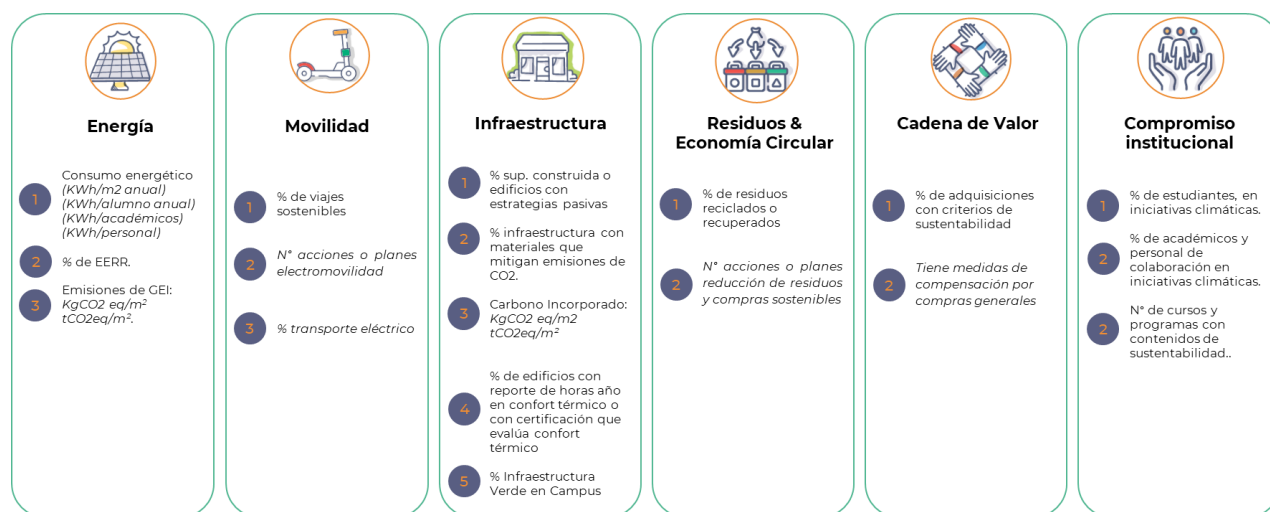 Energía
1
Consumo energético
(KWh/m2 anual)
(KWh/alumno anual)
(KWh/académicos)
(KWh/personal)
2
% de EERR.
3
Emisiones de GEI:
KgCO2 eq/m²
tCO2eq/m².
Movilidad
1
% de viajes
sostenibles
2
N° acciones o planes
electromovilidad
3
% transporte eléctrico
Infraestructura
1
% sup. construida o
edificios con
estrategias pasivas
2
% infraestructura con
materiales que
mitigan emisiones de
CO2.
3
Carbono Incorporado:
KgCO2 eq/m2
tCO2eq/m²
4
% de edificios con
reporte de horas año
en confort térmico o
con certificación que
evalúa confort
térmico
5
% Infraestructura
Verde en Campus
Residuos &
Economía Circular
1
% de residuos
reciclados o
recuperados
2
N° acciones o planes
reducción de residuos
y compras sostenibles
Cadena de Valor
1
% de adquisiciones
con criterios de
sustentabilidad
2
Tiene medidas de
compensación por
compras generales
Compromiso
institucional
1
% de estudiantes, en
iniciativas climáticas.
2
% de académicos y
personal de
colaboración en
iniciativas climáticas.
2
N° de cursos y
programas con
contenidos de
sustentabilidad..